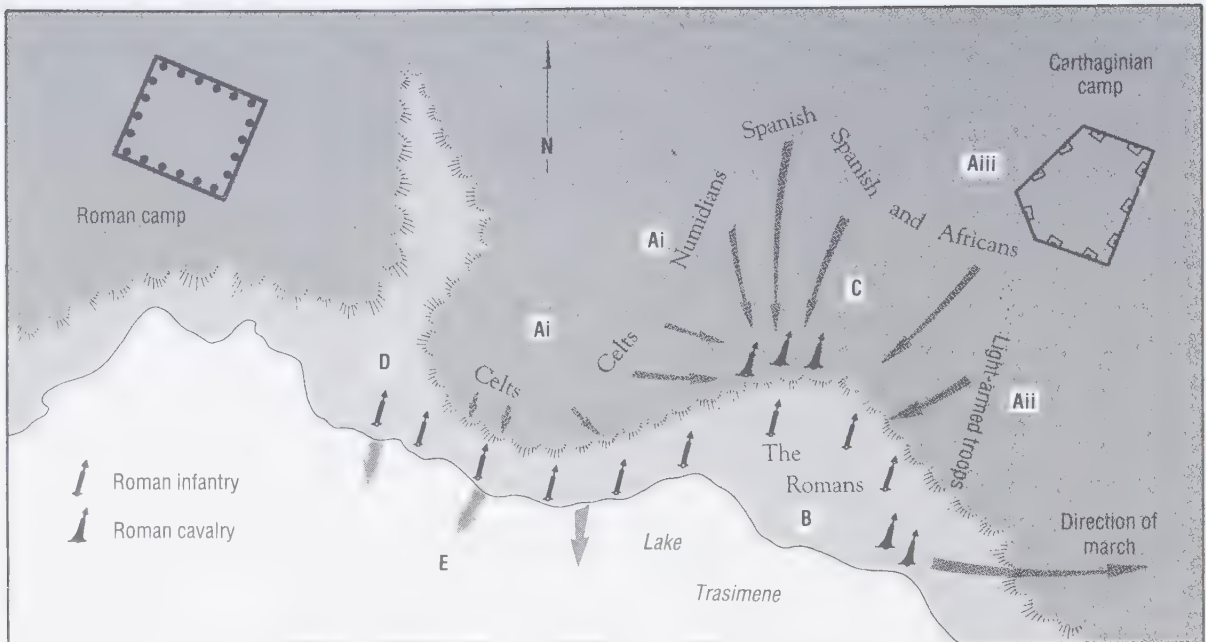 Carthaginian
camp
Roman camp
N
Spanish
Spanish
and Africans
Numidians
Aiii
Ai
C
Ai
Celts
Celts
D
Light-armed troops
Aii
The
Romans
B
Roman infantry
Roman cavalry
Direction of
march
E
Lake
Trasimene